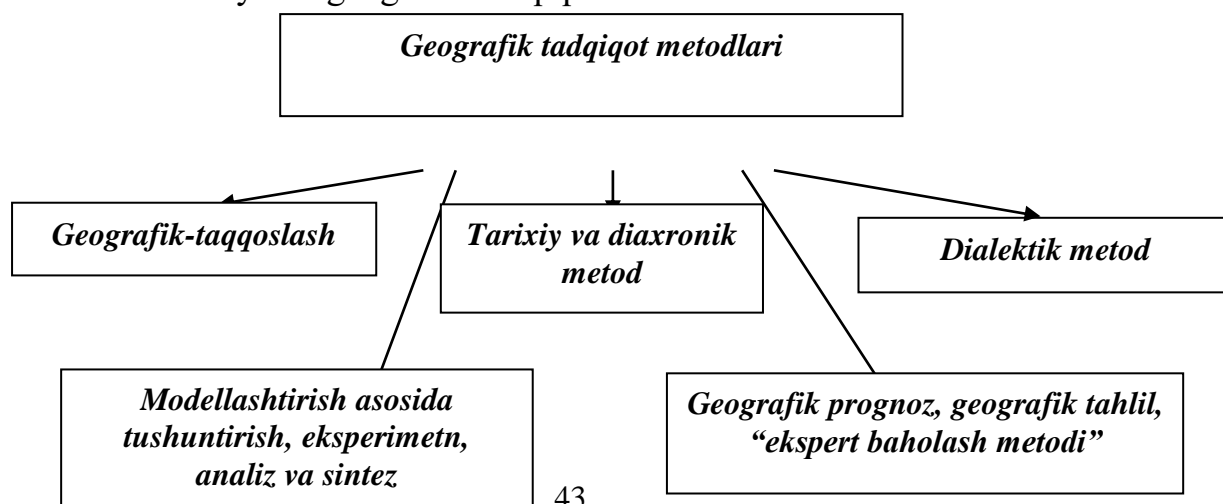 Geografik tadqiqot metodlari
Geografik-taqqoslash
Tarixiy va diaxronik
metod
Dialektik metod
Modellashtirish asosida
tushuntirish, eksperimetn,
analiz va sintez
Geografik prognoz, geografik tahlil,
“ekspert baholash metodi”
43